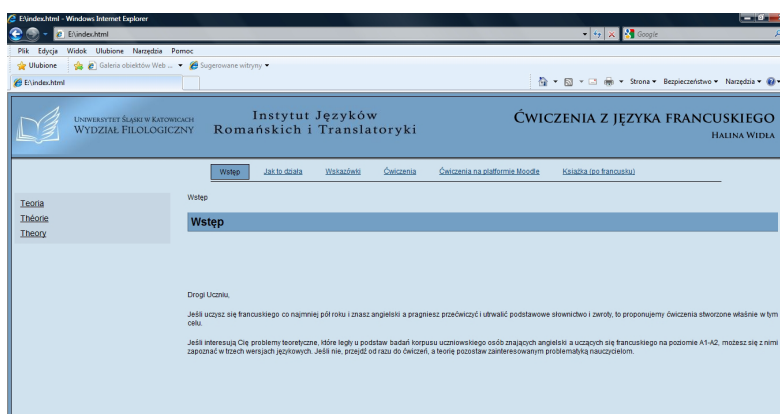 E:\index.html - Windows Internet Explorer
E:\index.html
Google
Plik Edycja Widok Ulubione Narzędzia Pomoc
Ulubione Galeria obiektów Web ... Sugerowane witryny
E:\index.html
Strona Bezpieczeństwo Narzędzia
Uniwersytet Śląski w Katowicach
Wydział Filologiczny
Instytut Języków
Romańskich i Translatoryki
Ćwiczenia z języka francuskiego
Halina Widła
Wstęp Jak to działa Wskazówki Ćwiczenia Ćwiczenia na platformie Moodle Książka (po francusku)
Teoria
Théorie
Theory
Wstęp
Wstęp
Drogi Uczniu,
Jeśli uczysz się francuskiego co najmniej pół roku i znasz angielski a pragniesz przećwiczyć i utrwalić podstawowe słownictwo i zwroty, to proponujemy ćwiczenia stworzone właśnie w tym
celu.
Jeśli interesują Cię problemy teoretyczne, które legły u podstaw badań korpusu uczniowskiego osób znających angielski a uczących się francuskiego na poziomie A1-A2, możesz się z nimi
zapoznać w trzech wersjach językowych. Jeśli nie, przejdź od razu do ćwiczeń, a teorię pozostaw zainteresowanym problematyką nauczycielom.